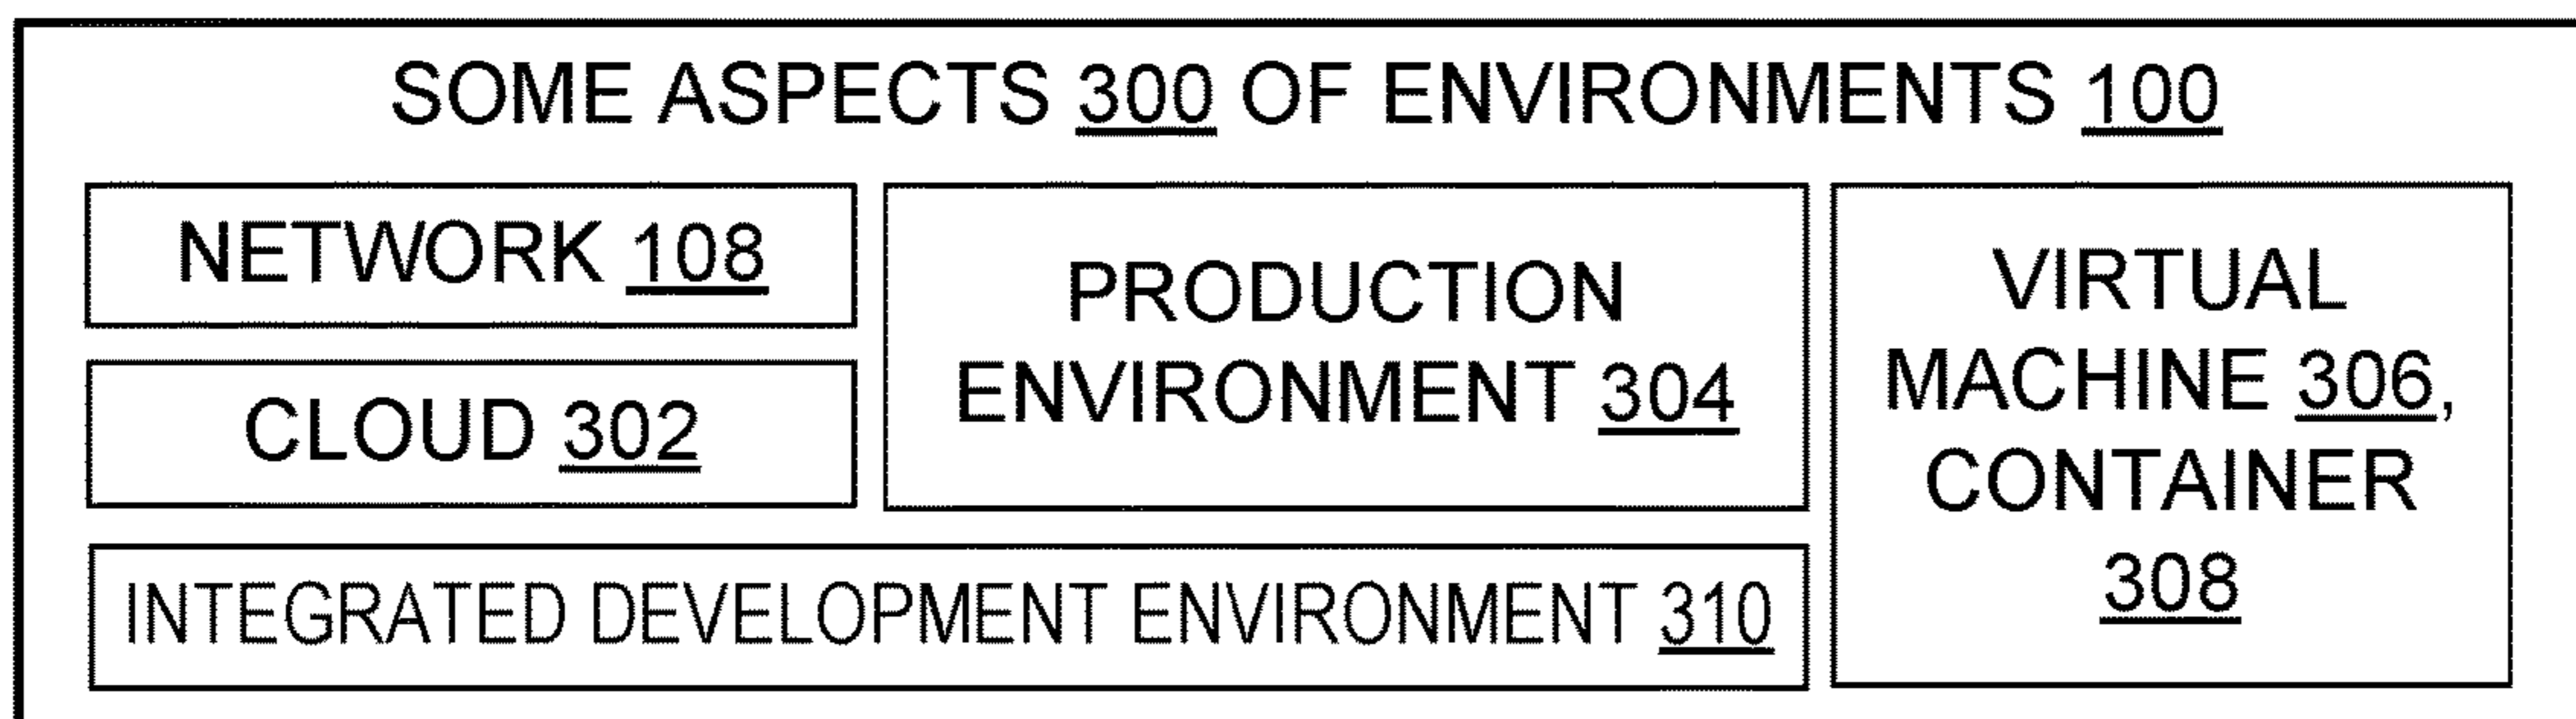 SOME ASPECTS 300 OF ENVIRONMENTS 100
NETWORK 108
CLOUD 302
PRODUCTION
ENVIRONMENT 304
VIRTUAL
MACHINE 306,
CONTAINER
308
INTEGRATED DEVELOPMENT ENVIRONMENT 310